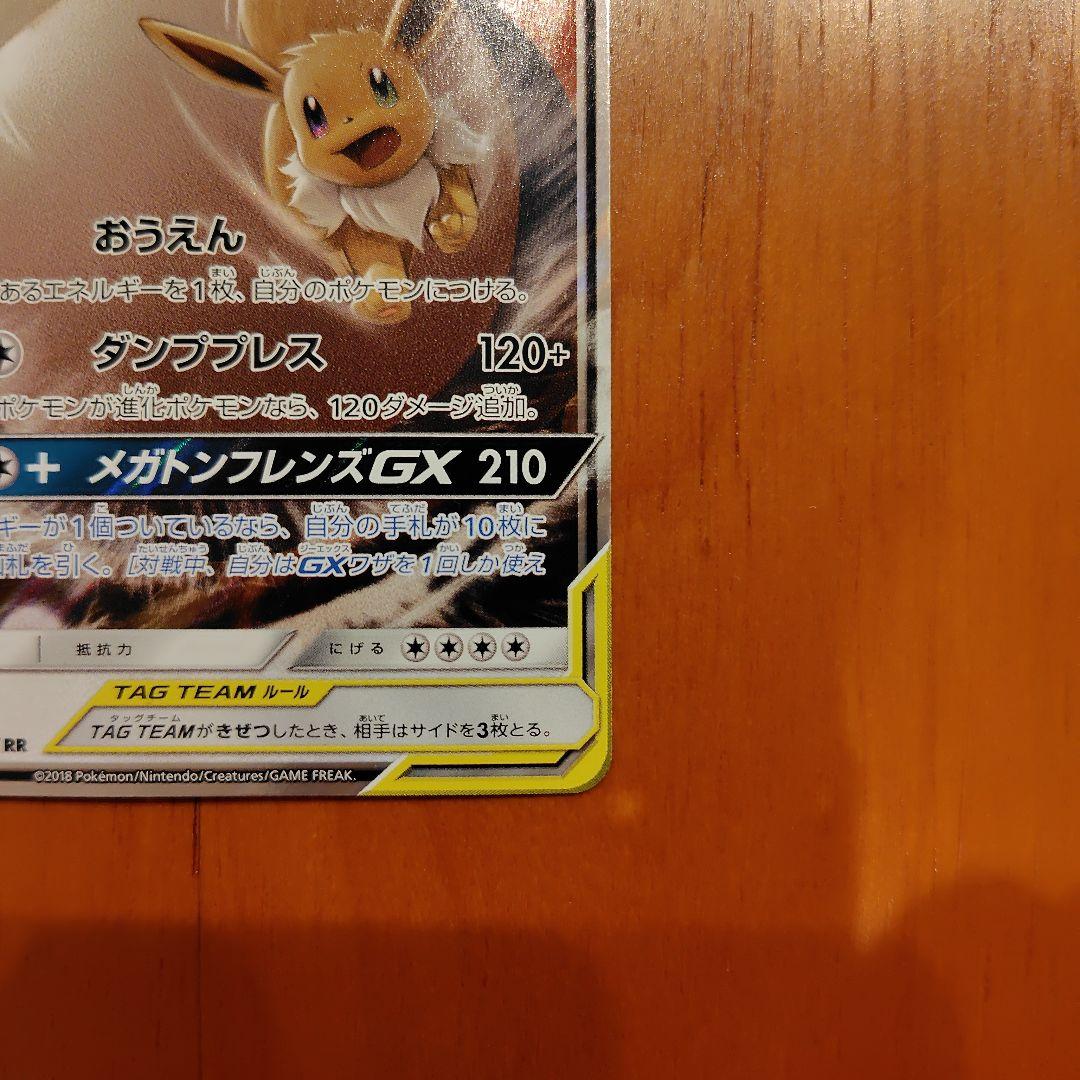 おうえん
あるエネルギーを1枚、自分のポケモンにつける。
ダンププレス 120+
ポケモンが進化ポケモンなら、120ダメージ追加。
+ メガトンフレンズGX 210
ギーが1個ついているなら、自分の手札が10枚に
札を引く。[対戦中、自分はGXワザを1回しか使え
抵抗力 にげる
TAG TEAM ルール
TAG TEAMがきぜつしたとき、相手はサイドを3枚とる。
RR
©2018 Pokémon/Nintendo/Creatures/GAME FREAK.